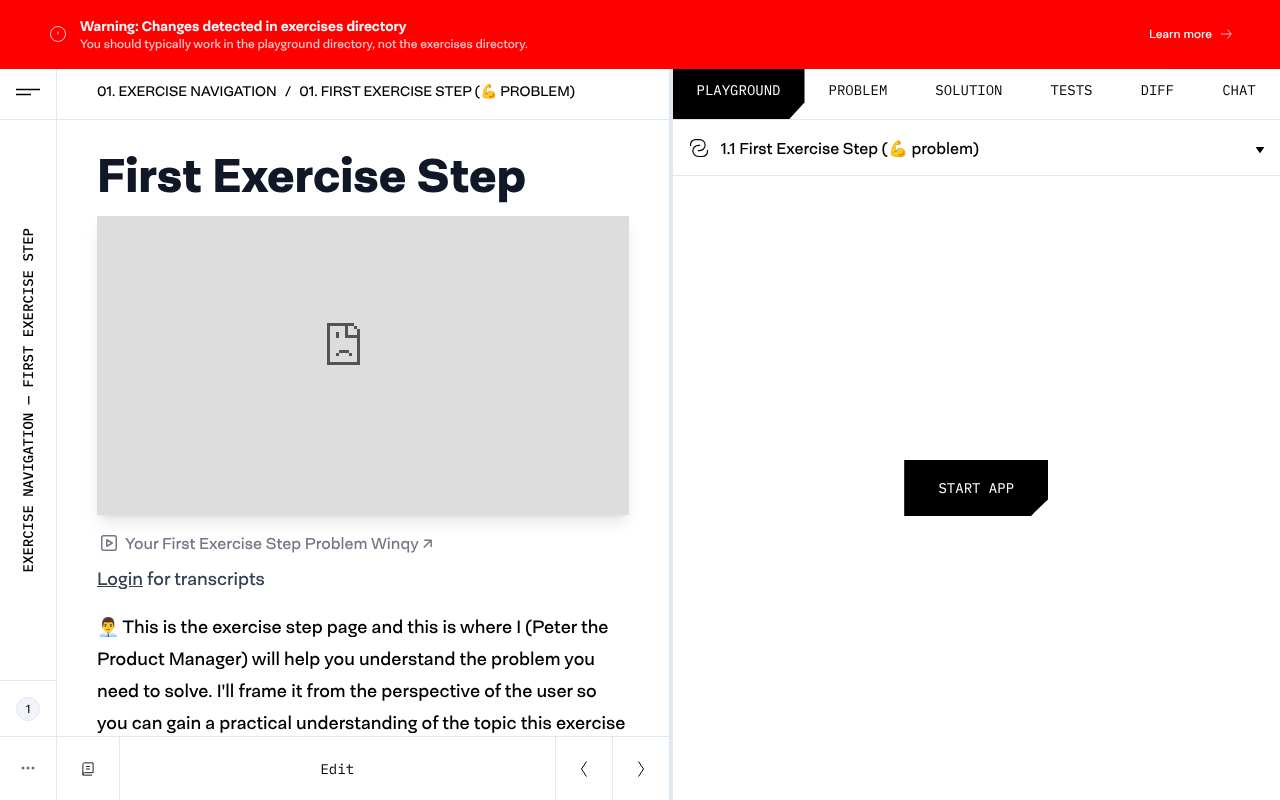 Warning: Changes detected in exercises directory
You should typically work in the playground directory, not the exercises directory.
Learn more →
01. EXERCISE NAVIGATION / 01. FIRST EXERCISE STEP (💪 PROBLEM)
PLAYGROUND
PROBLEM
SOLUTION
TESTS
DIFF
CHAT
1.1 First Exercise Step (💪 problem)
EXERCISE NAVIGATION — FIRST EXERCISE STEP
First Exercise Step
START APP
Your First Exercise Step Problem Winqy ↗
Login for transcripts
👨‍💼 This is the exercise step page and this is where I (Peter the
Product Manager) will help you understand the problem you
need to solve. I'll frame it from the perspective of the user so
you can gain a practical understanding of the topic this exercise
1
Edit